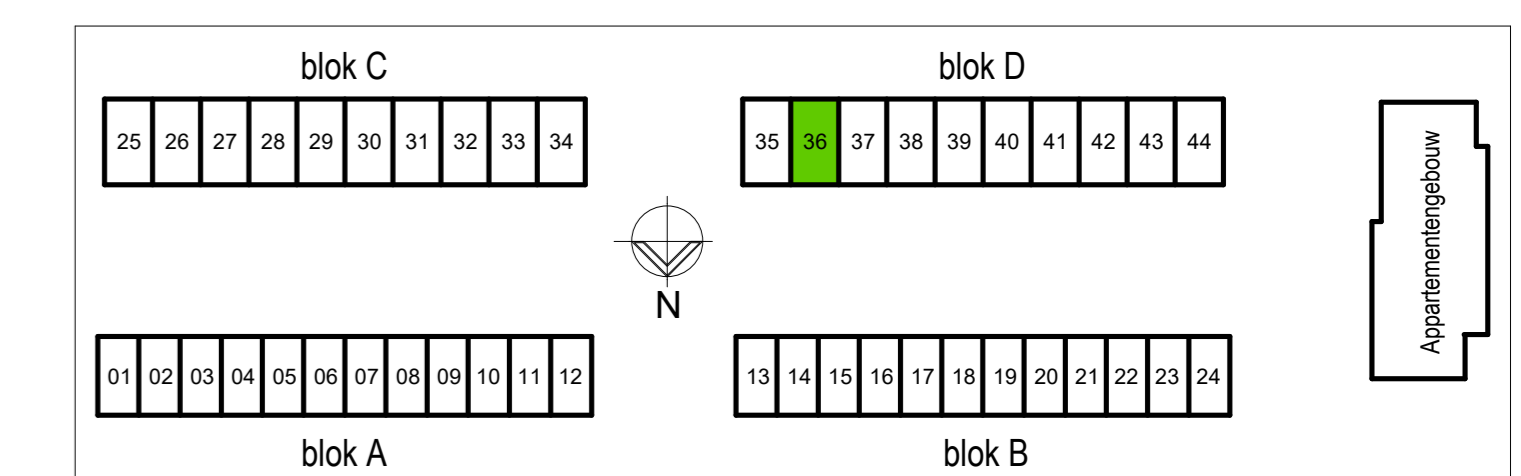 blok C
blok D
25 26 27 28 29 30 31 32 33 34
35 36 37 38 39 40 41 42 43 44
Appartementengebouw
N
01 02 03 04 05 06 07 08 09 10 11 12
13 14 15 16 17 18 19 20 21 22 23 24
blok A
blok B